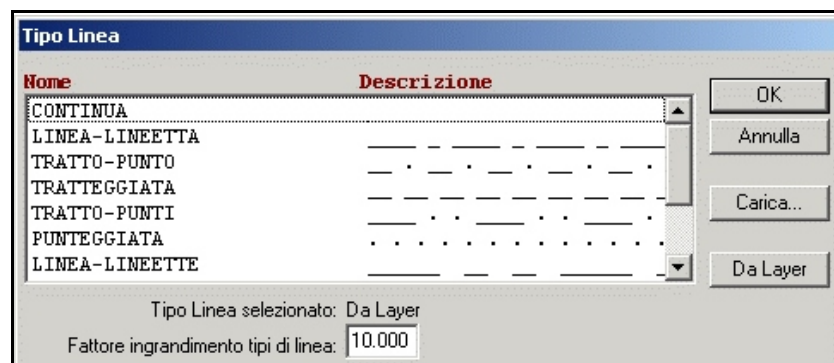 Tipo Linea
Nome Descrizione
CONTINUA
LINEA-LINEETTA
TRATTO-PUNTO
TRATTEGGIATA
TRATTO-PUNTI
PUNTEGGIATA
LINEA-LINEETTE
OK
Annulla
Carica...
Da Layer
Tipo Linea selezionato: Da Layer
Fattore ingrandimento tipi di linea: 10.000